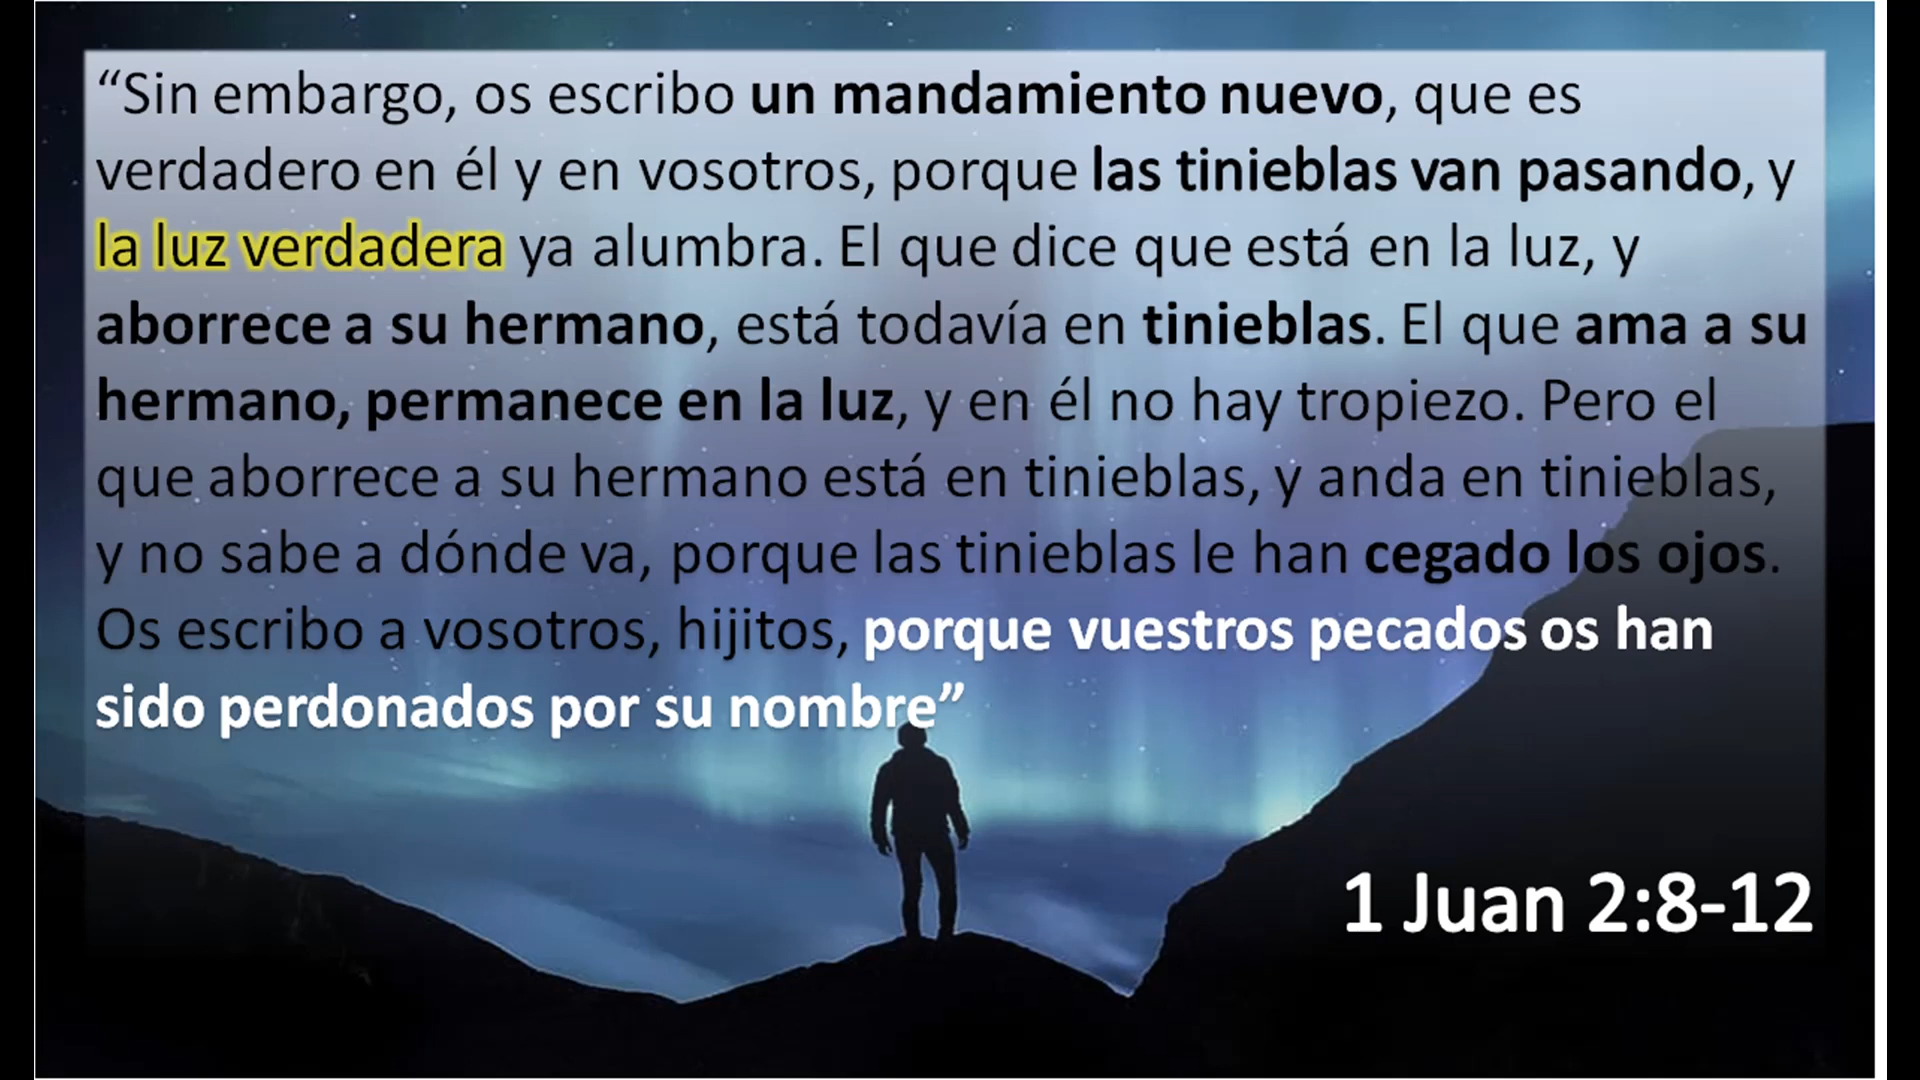 “Sin embargo, os escribo un mandamiento nuevo, que es
verdadero en él y en vosotros, porque las tinieblas van pasando, y
la luz verdadera ya alumbra. El que dice que está en la luz, y
aborrece a su hermano, está todavía en tinieblas. El que ama a su
hermano, permanece en la luz, y en él no hay tropiezo. Pero el
que aborrece a su hermano está en tinieblas, y anda en tinieblas,
y no sabe a dónde va, porque las tinieblas le han cegado los ojos.
Os escribo a vosotros, hijitos, porque vuestros pecados os han
sido perdonados por su nombre”
1 Juan 2:8-12